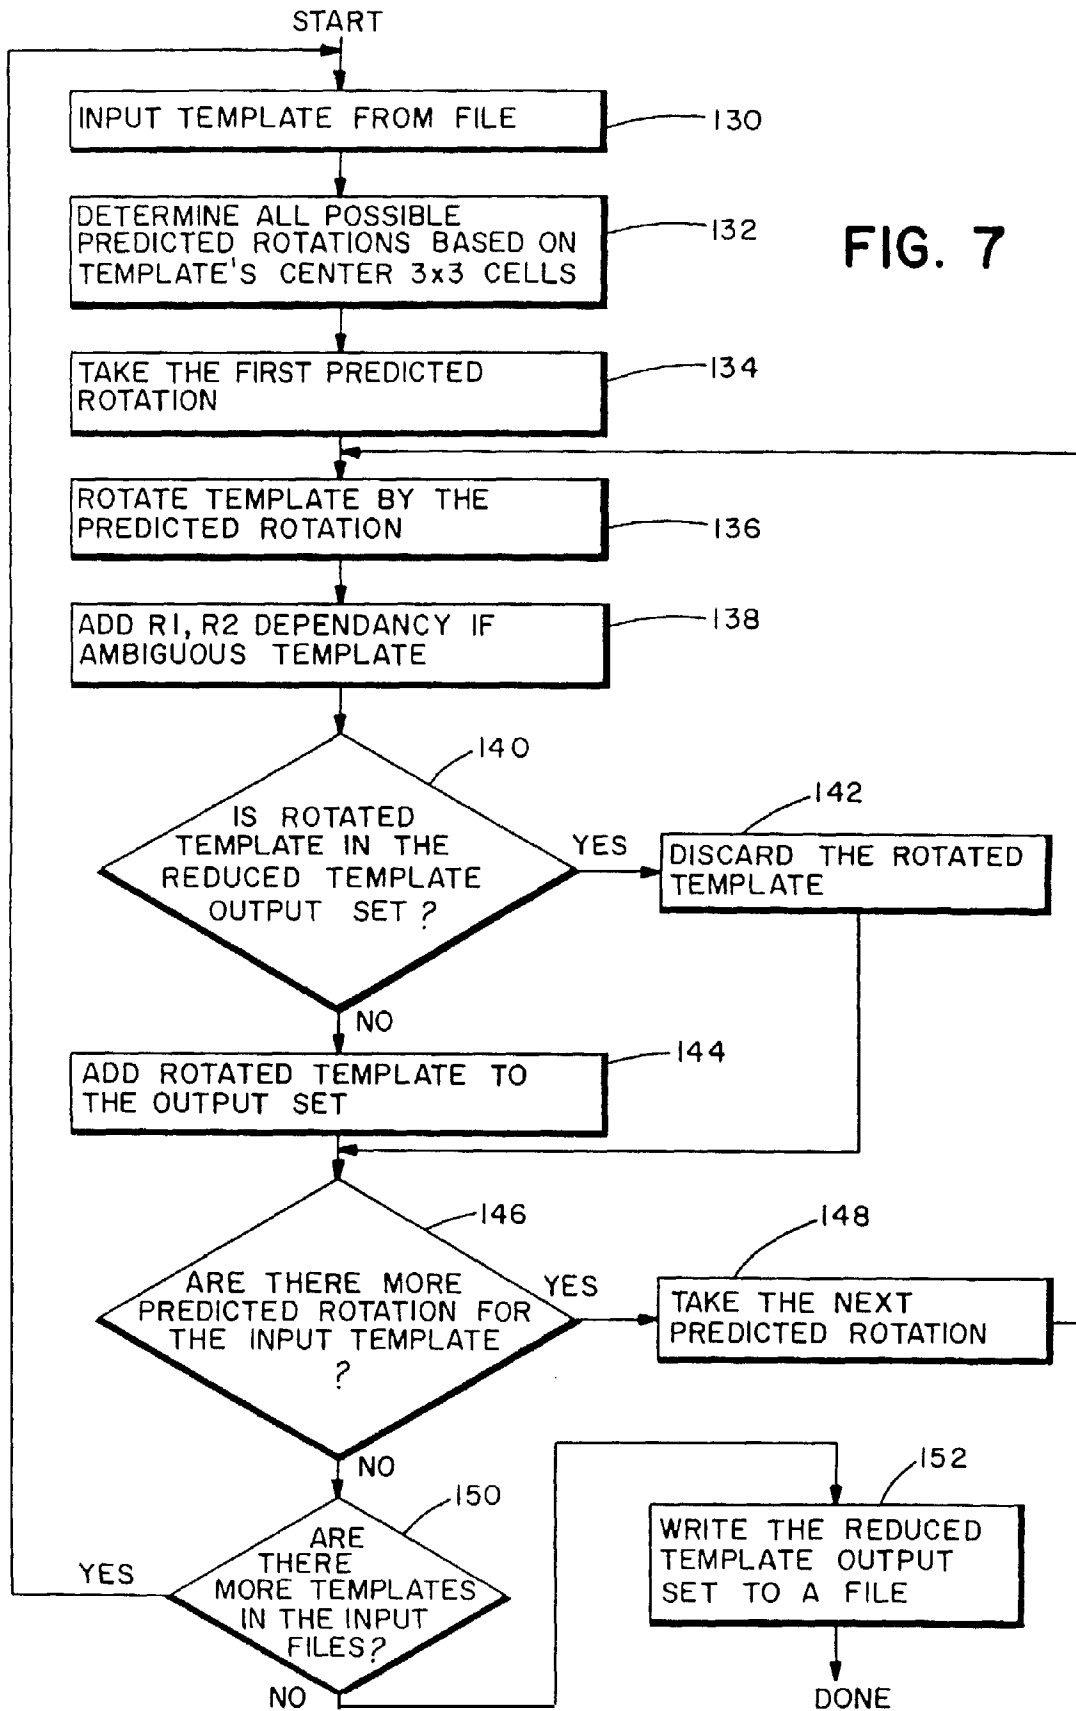 START
INPUT TEMPLATE FROM FILE
130
DETERMINE ALL POSSIBLE
PREDICTED ROTATIONS BASED ON
TEMPLATE'S CENTER 3x3 CELLS
132
FIG. 7
TAKE THE FIRST PREDICTED
ROTATION
134
ROTATE TEMPLATE BY THE
PREDICTED ROTATION
136
ADD R1, R2 DEPENDANCY IF
AMBIGUOUS TEMPLATE
138
140
IS ROTATED
TEMPLATE IN THE
REDUCED TEMPLATE
OUTPUT SET ?
YES
142
DISCARD THE ROTATED
TEMPLATE
NO
ADD ROTATED TEMPLATE TO
THE OUTPUT SET
144
146
ARE THERE MORE
PREDICTED ROTATION FOR
THE INPUT TEMPLATE
?
YES
148
TAKE THE NEXT
PREDICTED ROTATION
NO
150
ARE
THERE
MORE TEMPLATES
IN THE INPUT
FILES?
YES
NO
152
WRITE THE REDUCED
TEMPLATE OUTPUT
SET TO A FILE
DONE